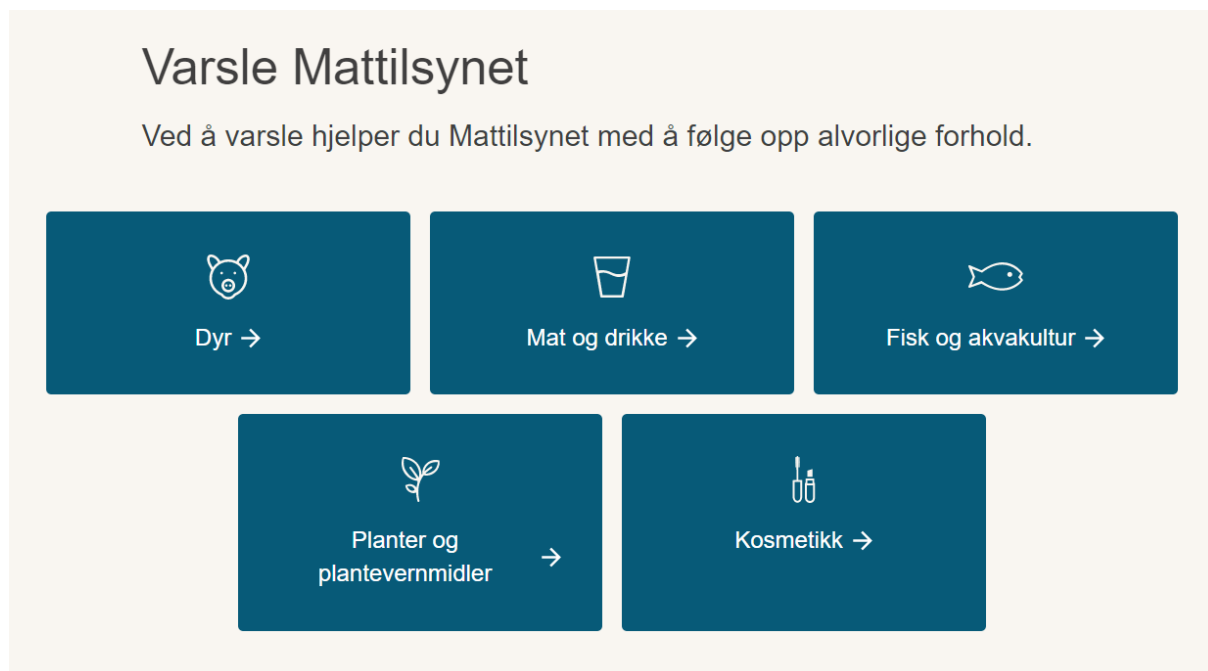 Varsle Mattilsynet
Ved å varsle hjelper du Mattilsynet med å følge opp alvorlige forhold.
Dyr →
Mat og drikke →
Fisk og akvakultur →
Planter og
plantevernmidler →
Kosmetikk →